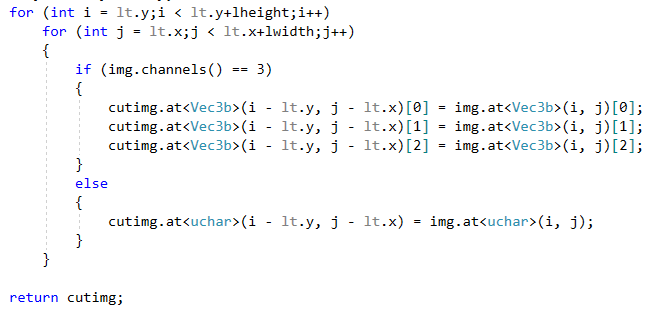 for (int i = lt.y;i < lt.y+lheight;i++)
for (int j = lt.x;j < lt.x+lwidth;j++)
{
if (img.channels() == 3)
{
cutimg.at<Vec3b>(i - lt.y, j - lt.x)[0] = img.at<Vec3b>(i, j)[0];
cutimg.at<Vec3b>(i - lt.y, j - lt.x)[1] = img.at<Vec3b>(i, j)[1];
cutimg.at<Vec3b>(i - lt.y, j - lt.x)[2] = img.at<Vec3b>(i, j)[2];
}
else
{
cutimg.at<uchar>(i - lt.y, j - lt.x) = img.at<uchar>(i, j);
}
}
return cutimg;